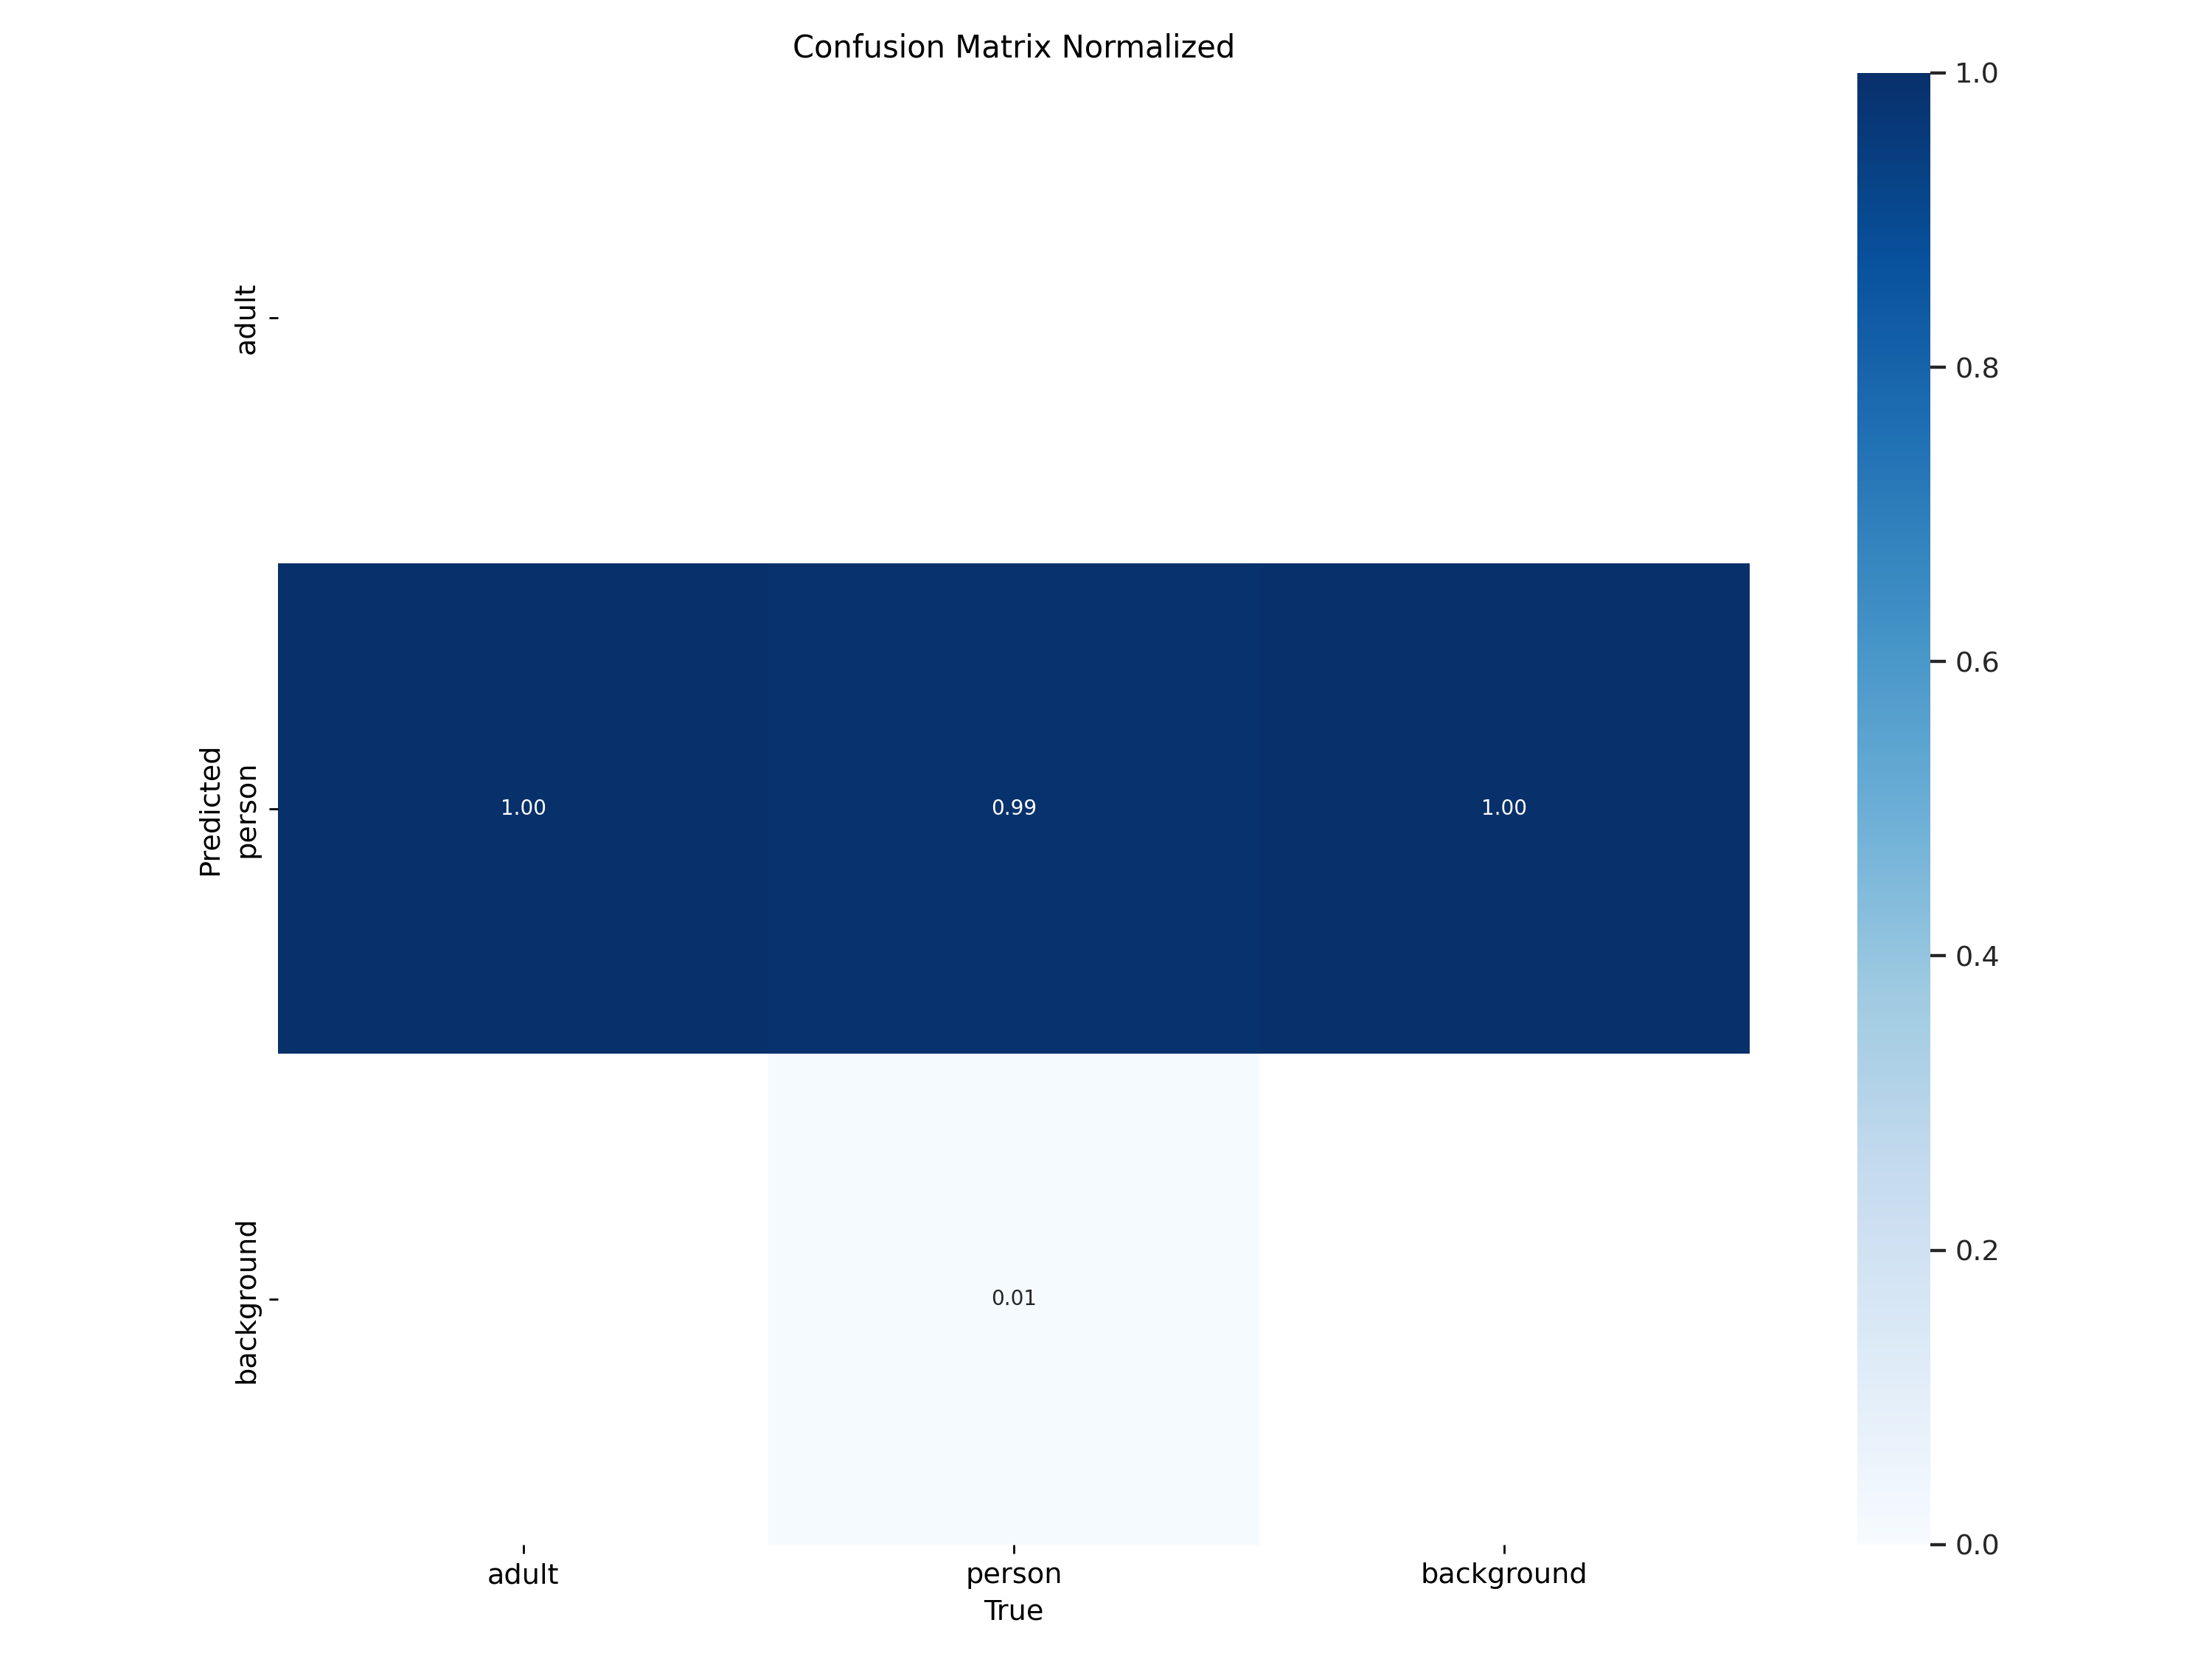 Confusion Matrix Normalized
1.0
0.8
0.6
0.4
0.2
0.0
Predicted
adult
person
background
1.00
0.99
1.00
0.01
adult
person
background
True